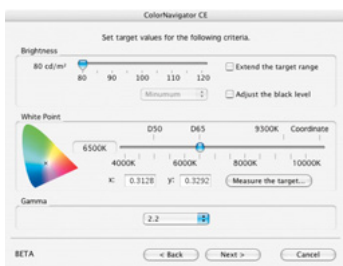 ColorNavigator CE
Set target values for the following criteria.
Brightness
80 cd/m²
80 90 100 110 120
Extend the target range
Minimum
Adjust the black level
White Point
D50 D65 9300K Coordinate
6500K
4000K 6000K 8000K 10000K
x: 0.3128 y: 0.3292 Measure the target...
Gamma
2.2
BETA < Back Next > Cancel